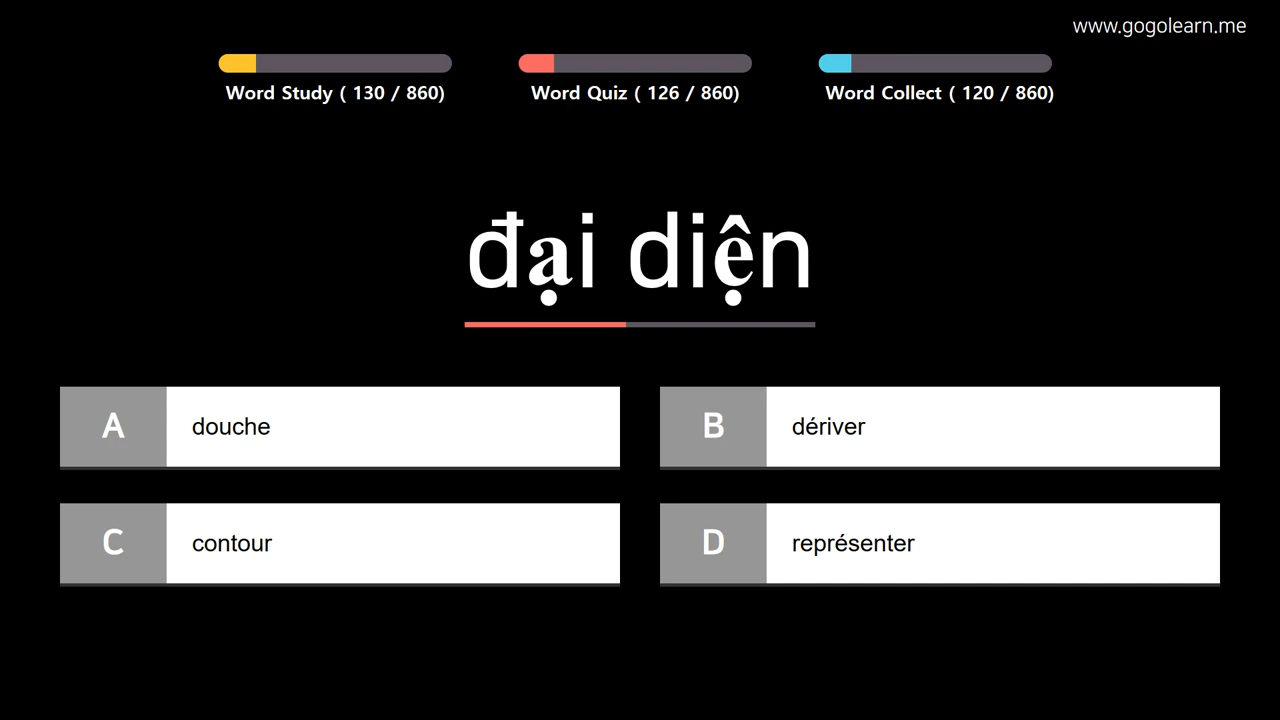 www.gogolearn.me
Word Study ( 130 / 860)
Word Quiz ( 126 / 860)
Word Collect ( 120 / 860)
đại diện
A douche
B dériver
C contour
D représenter